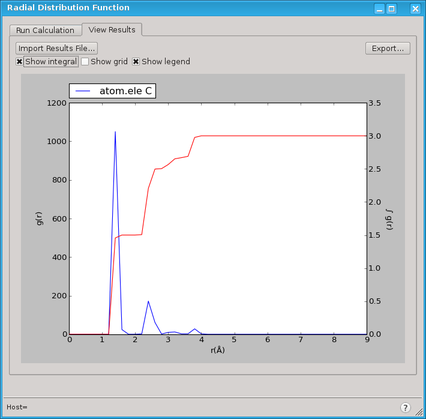 Radial Distribution Function
Run Calculation
View Results
Import Results File...
Export...
Show integral
Show grid
Show legend
atom.ele C
1200
1000
800
600
400
200
0
g(r)
3.5
3.0
2.5
2.0
1.5
1.0
0.5
0.0
∫ g(r)
0 1 2 3 4 5 6 7 8 9
r(Å)
Host=
?